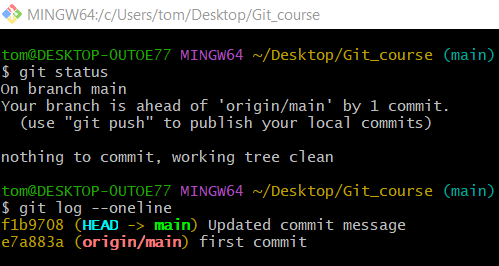 MINGW64:/c/Users/tom/Desktop/Git_course
tom@DESKTOP-OUTOE77 MINGW64 ~/Desktop/Git_course (main)
$ git status
On branch main
Your branch is ahead of 'origin/main' by 1 commit.
  (use "git push" to publish your local commits)
nothing to commit, working tree clean
tom@DESKTOP-OUTOE77 MINGW64 ~/Desktop/Git_course (main)
$ git log --oneline
f1b9708 (HEAD -> main) Updated commit message
e7a883a (origin/main) first commit